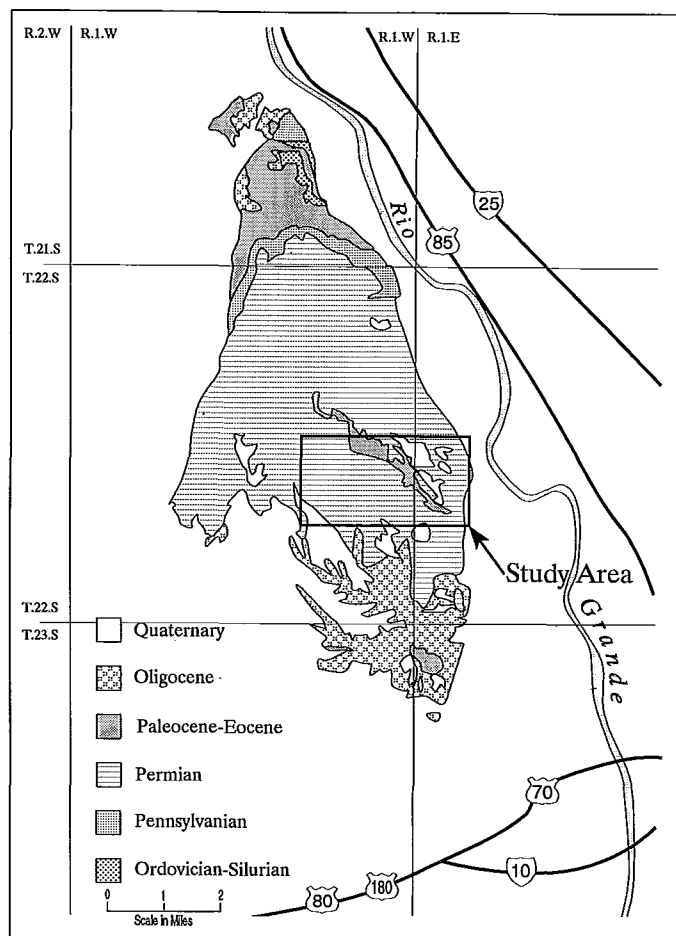 R.2.W R.1.W
R.1.W R.1.E
25
Rio
85
T.21.S
T.22.S
Study Area
T.22.S
T.23.S
Grande
Quaternary
Oligocene
Paleocene-Eocene
Permian
Pennsylvanian
Ordovician-Silurian
0 1 2
Scale in Miles
70
10
180
80